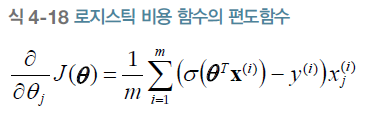 식 4-18 로지스틱 비용 함수의 편도함수
∂/∂θⱼ J(𝛉) = 1/m ∑ᵢ₌₁ᵐ (σ(𝛉ᵀ𝐱⁽ⁱ⁾) − y⁽ⁱ⁾)xⱼ⁽ⁱ⁾